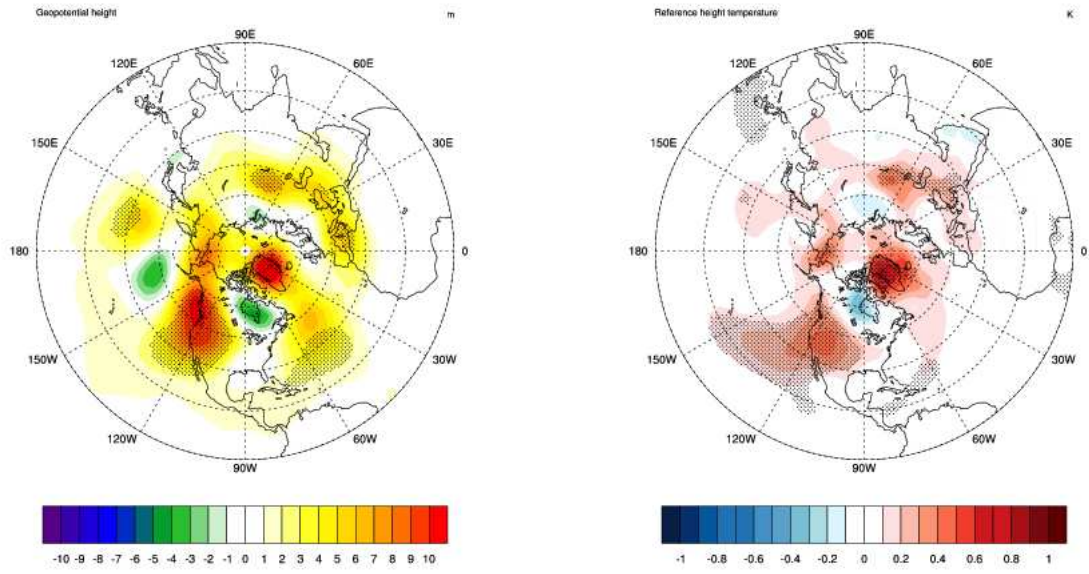 Geopotential height m
Reference height temperature K
90E
120E 60E
150E 30E
180 0
150W 30W
120W 60W
90W
90E
120E 60E
150E 30E
180 0
150W 30W
120W 60W
90W
-10 -9 -8 -7 -6 -5 -4 -3 -2 -1 0 1 2 3 4 5 6 7 8 9 10
-1 -0.8 -0.6 -0.4 -0.2 0 0.2 0.4 0.6 0.8 1